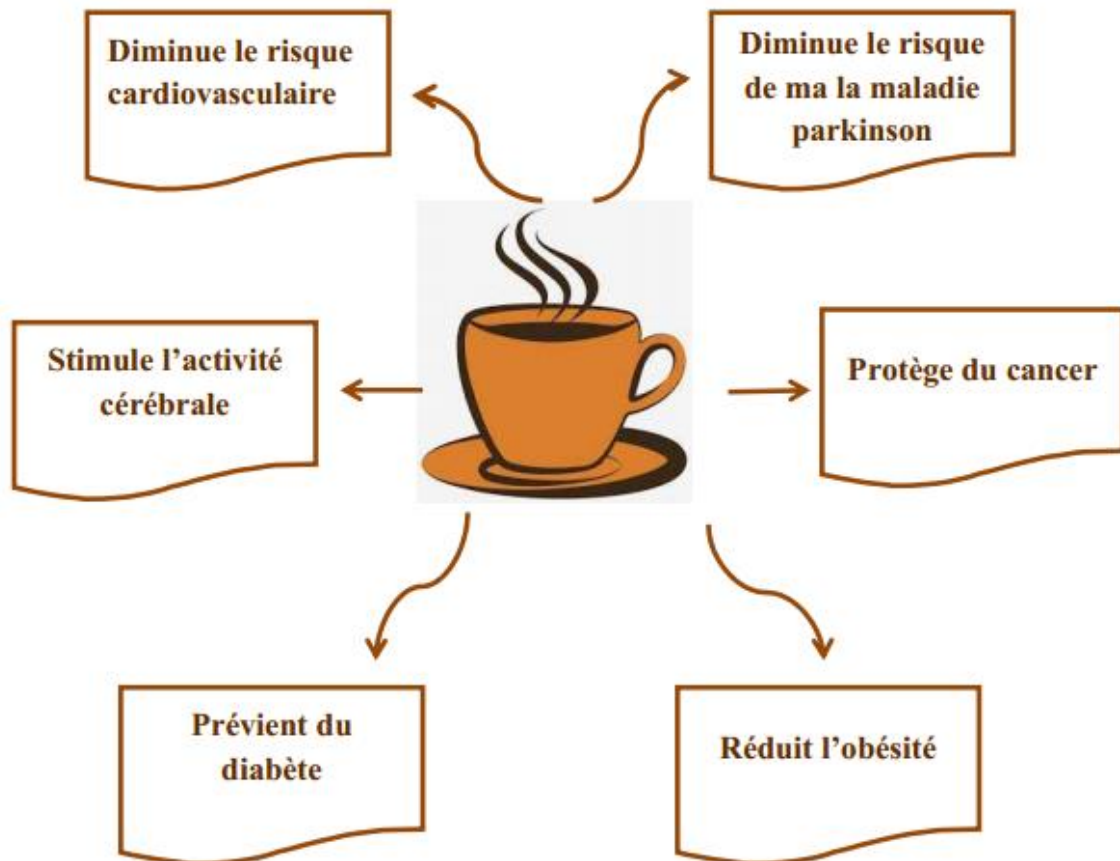 Diminue le risque
cardiovasculaire
Diminue le risque
de ma la maladie
parkinson
Stimule l’activité
cérébrale
Protège du cancer
Prévient du
diabète
Réduit l’obésité